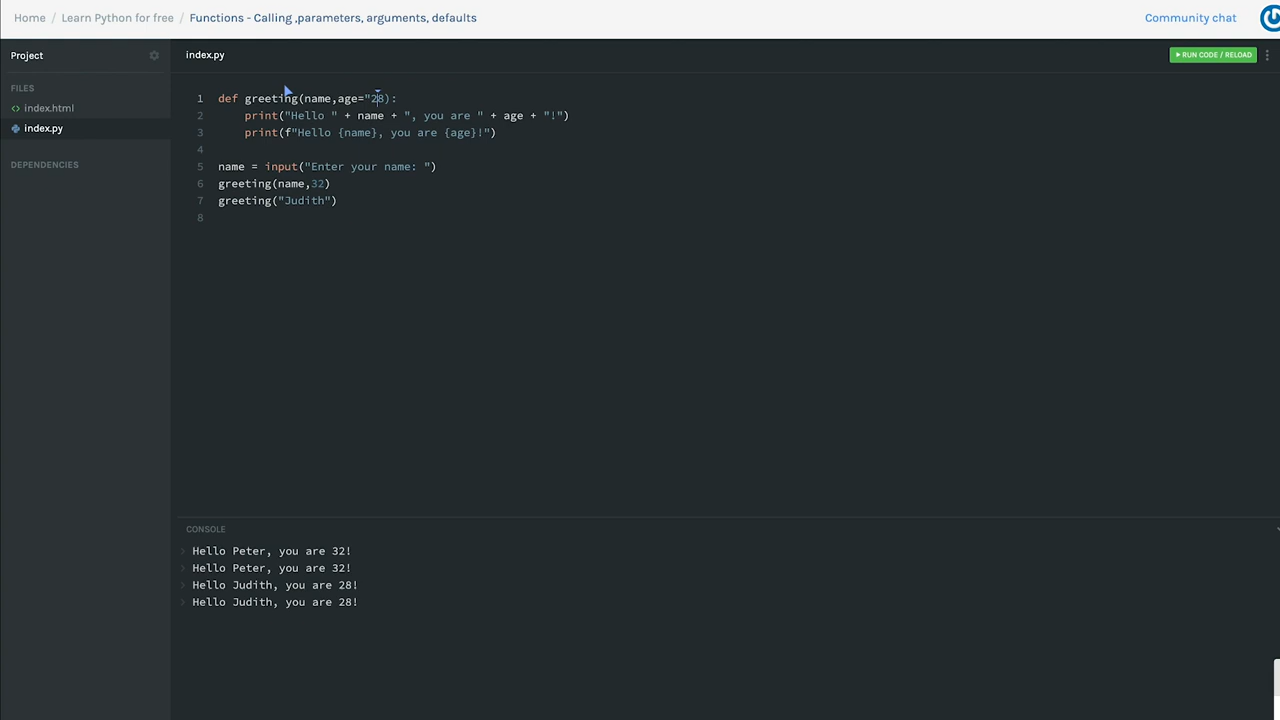 Home / Learn Python for free / Functions - Calling ,parameters, arguments, defaults
Community chat
Project
index.py
RUN CODE / RELOAD
FILES
<> index.html
index.py
DEPENDENCIES
1 def greeting(name,age="28):
2     print("Hello " + name + ", you are " + age + "!")
3     print(f"Hello {name}, you are {age}!")
4
5 name = input("Enter your name: ")
6 greeting(name,32)
7 greeting("Judith")
8
CONSOLE
> Hello Peter, you are 32!
> Hello Peter, you are 32!
> Hello Judith, you are 28!
> Hello Judith, you are 28!